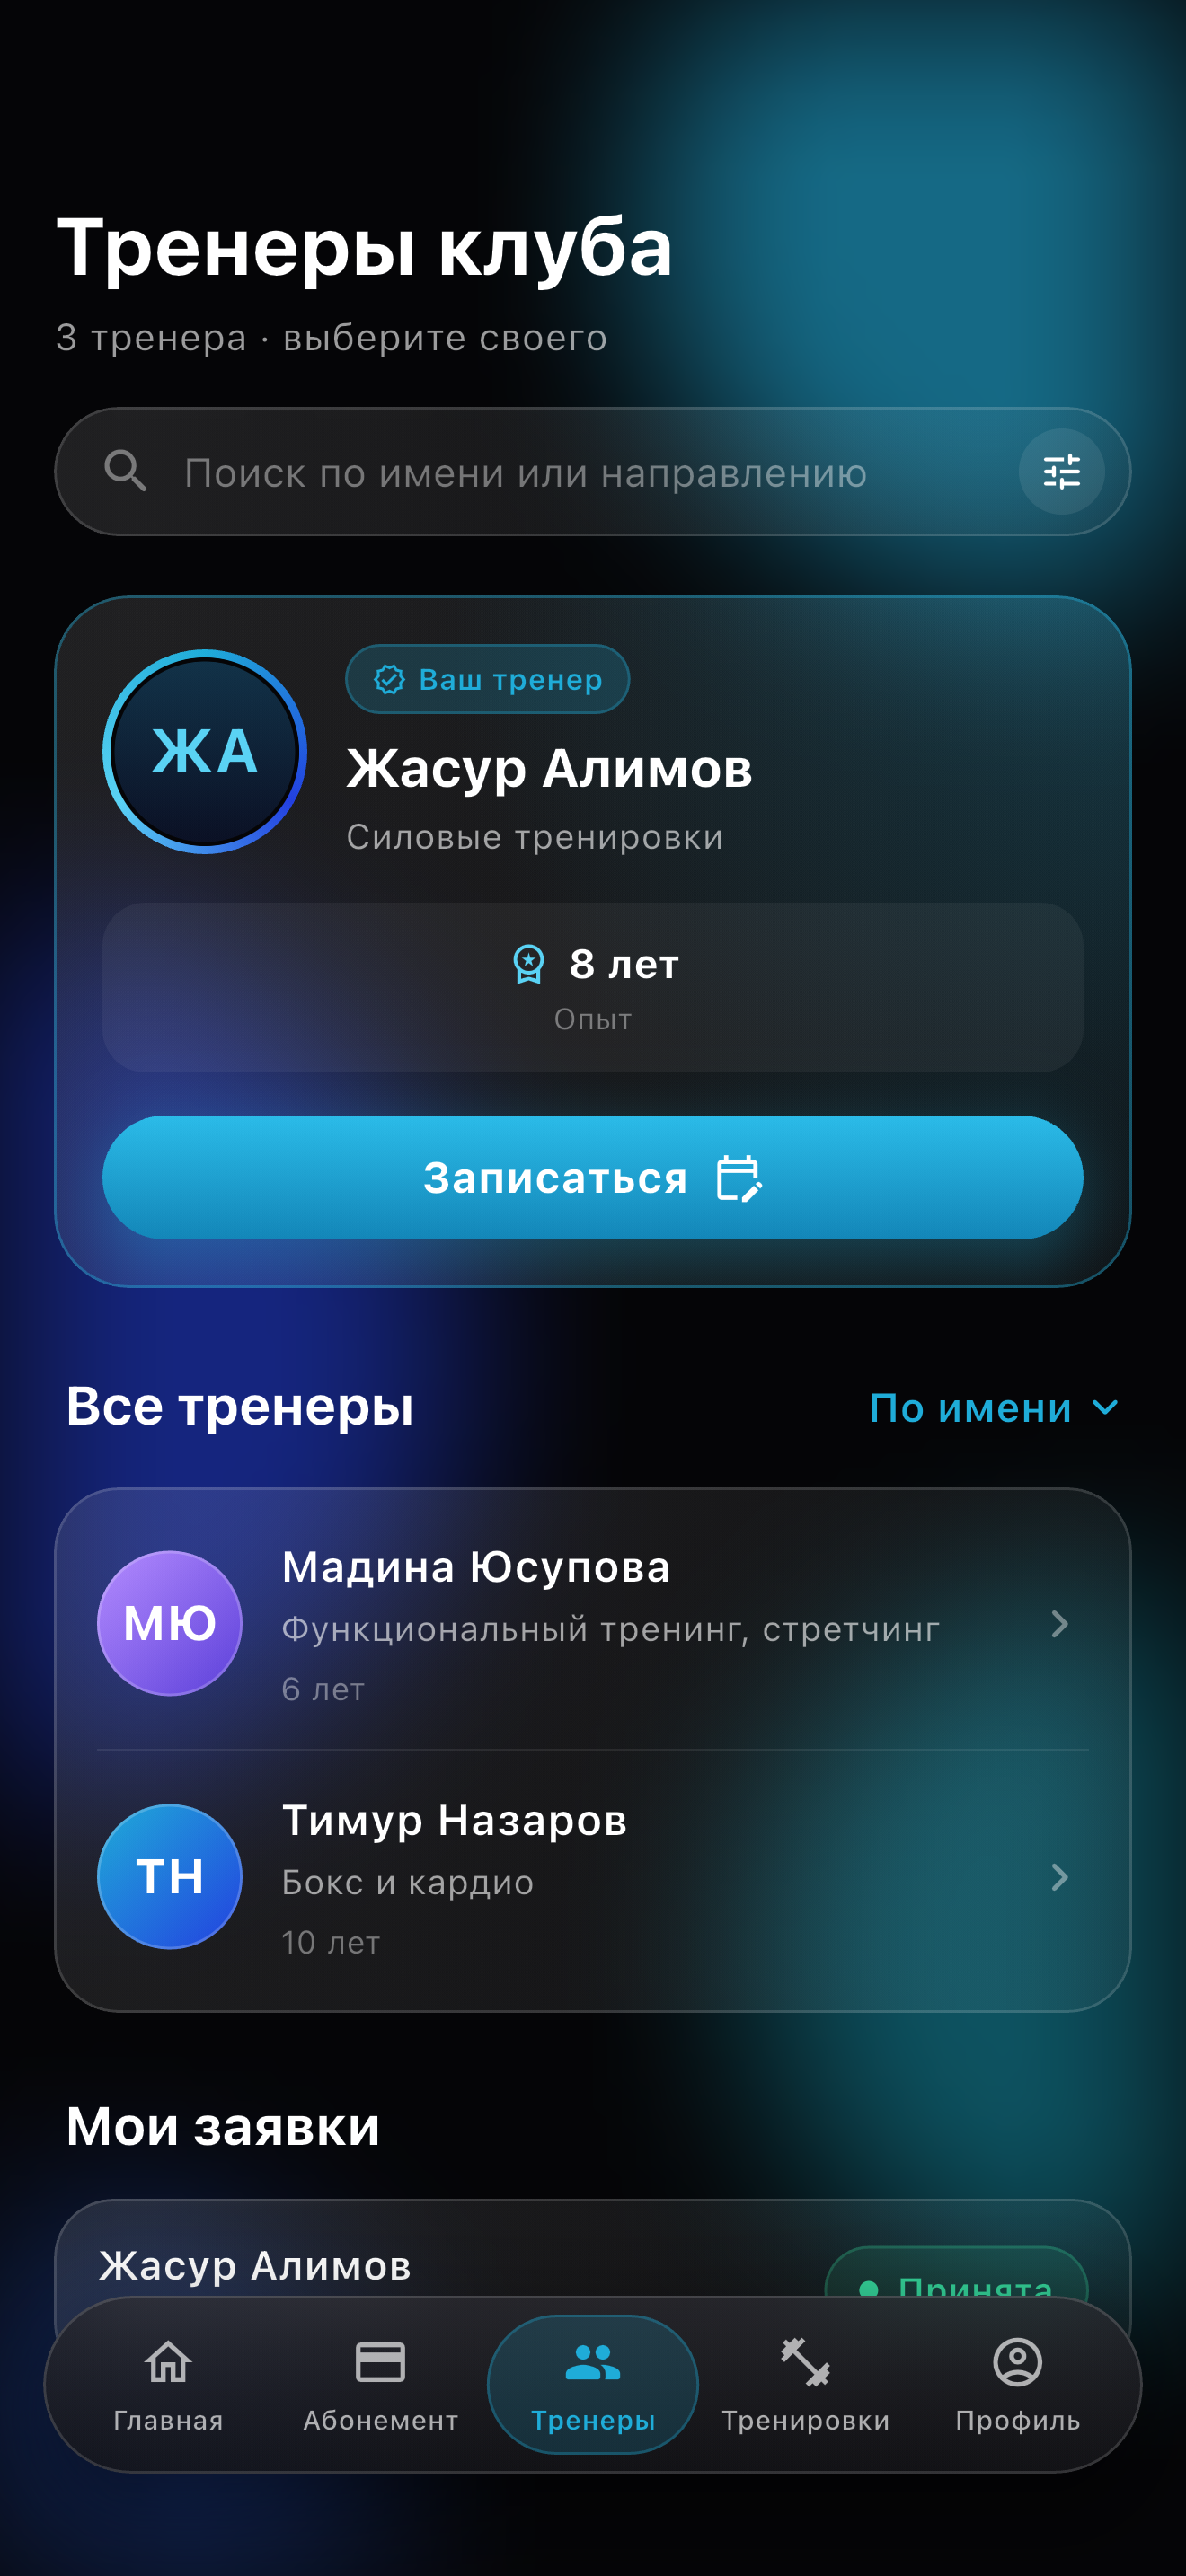 Тренеры клуба
3 тренера · выберите своего
Поиск по имени или направлению
ЖА
Ваш тренер
Жасур Алимов
Силовые тренировки
8 лет
Опыт
Записаться
Все тренеры
По имени
МЮ
Мадина Юсупова
Функциональный тренинг, стретчинг
6 лет
ТН
Тимур Назаров
Бокс и кардио
10 лет
Мои заявки
Жасур Алимов
Принята
Главная
Абонемент
Тренеры
Тренировки
Профиль